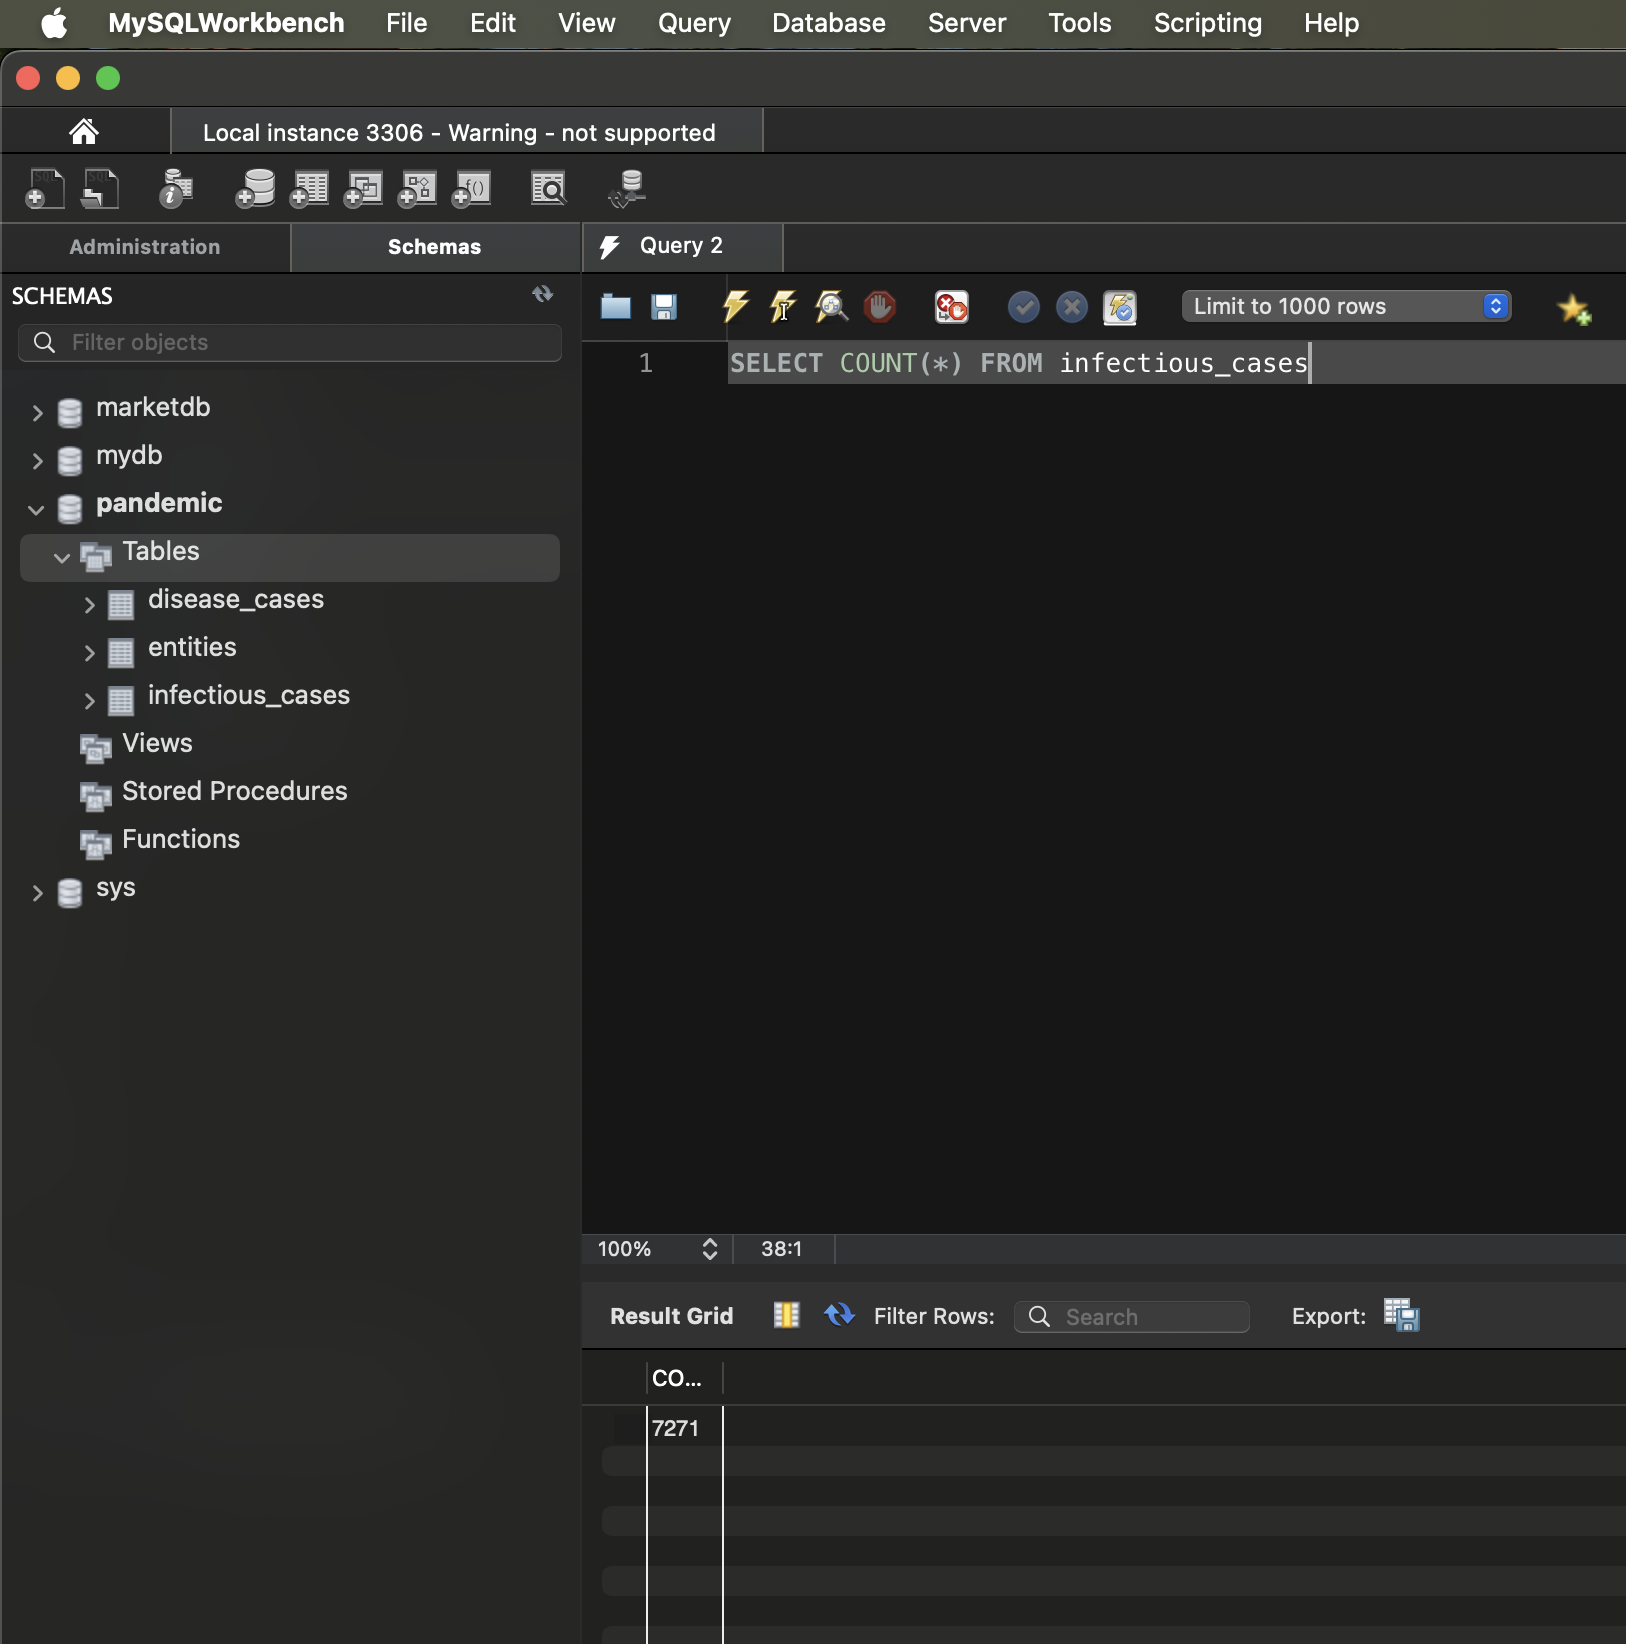 MySQLWorkbench File Edit View Query Database Server Tools Scripting Help
Local instance 3306 - Warning - not supported
SQL SQL
f()
Administration Schemas Query 2
SCHEMAS
Limit to 1000 rows
Filter objects
1 SELECT COUNT(*) FROM infectious_cases
marketdb
mydb
pandemic
Tables
disease_cases
entities
infectious_cases
Views
Stored Procedures
Functions
sys
100% 38:1
Result Grid Filter Rows: Search Export:
CO...
7271